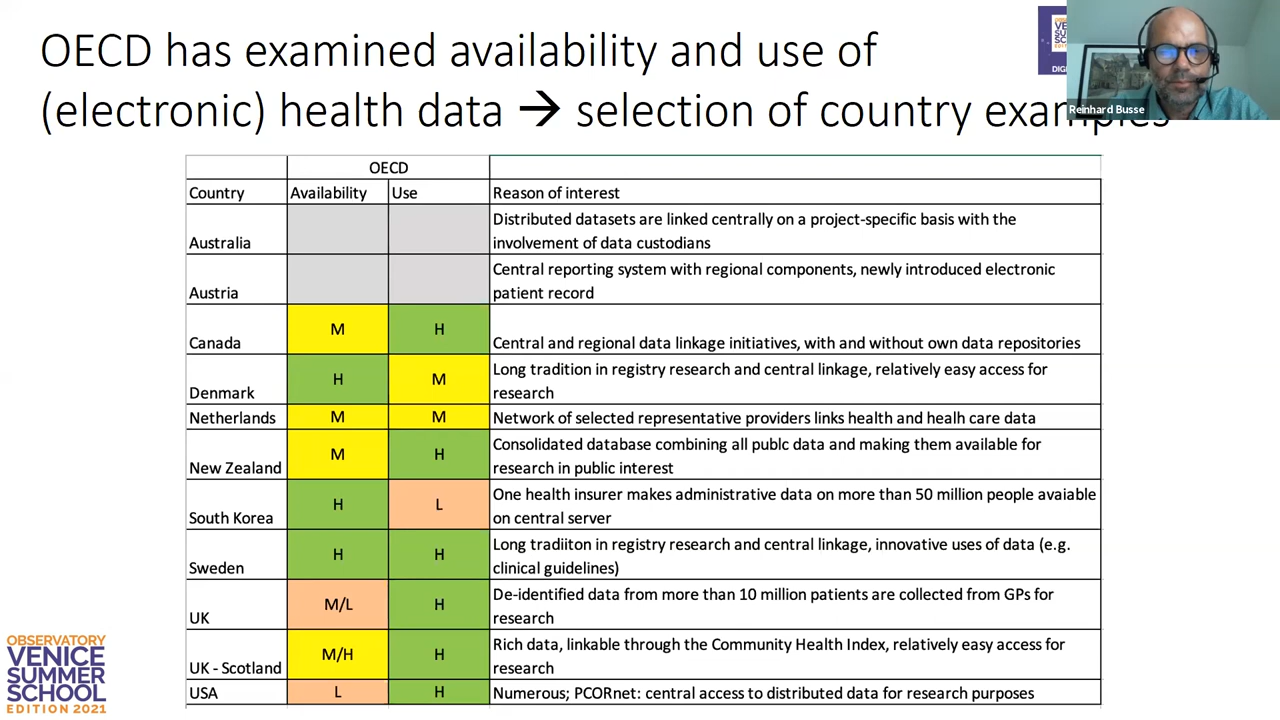 OECD has examined availability and use of
(electronic) health data → selection of country examples
OBSERVATORY
DIGI
Reinhard Busse
OECD
Country Availability Use Reason of interest
Australia Distributed datasets are linked centrally on a project-specific basis with the
involvement of data custodians
Austria Central reporting system with regional components, newly introduced electronic
patient record
Canada M H Central and regional data linkage initiatives, with and without own data repositories
Denmark H M Long tradition in registry research and central linkage, relatively easy access for
research
Netherlands M M Network of selected representative providers links health and healh care data
New Zealand M H Consolidated database combining all publc data and making them available for
research in public interest
South Korea H L One health insurer makes administrative data on more than 50 million people avaiable
on central server
Sweden H H Long tradiiton in registry research and central linkage, innovative uses of data (e.g.
clinical guidelines)
UK M/L H De-identified data from more than 10 million patients are collected from GPs for
research
UK - Scotland M/H H Rich data, linkable through the Community Health Index, relatively easy access for
research
USA L H Numerous; PCORnet: central access to distributed data for research purposes
OBSERVATORY
VENICE
SUMMER
SCHOOL
EDITION 2021